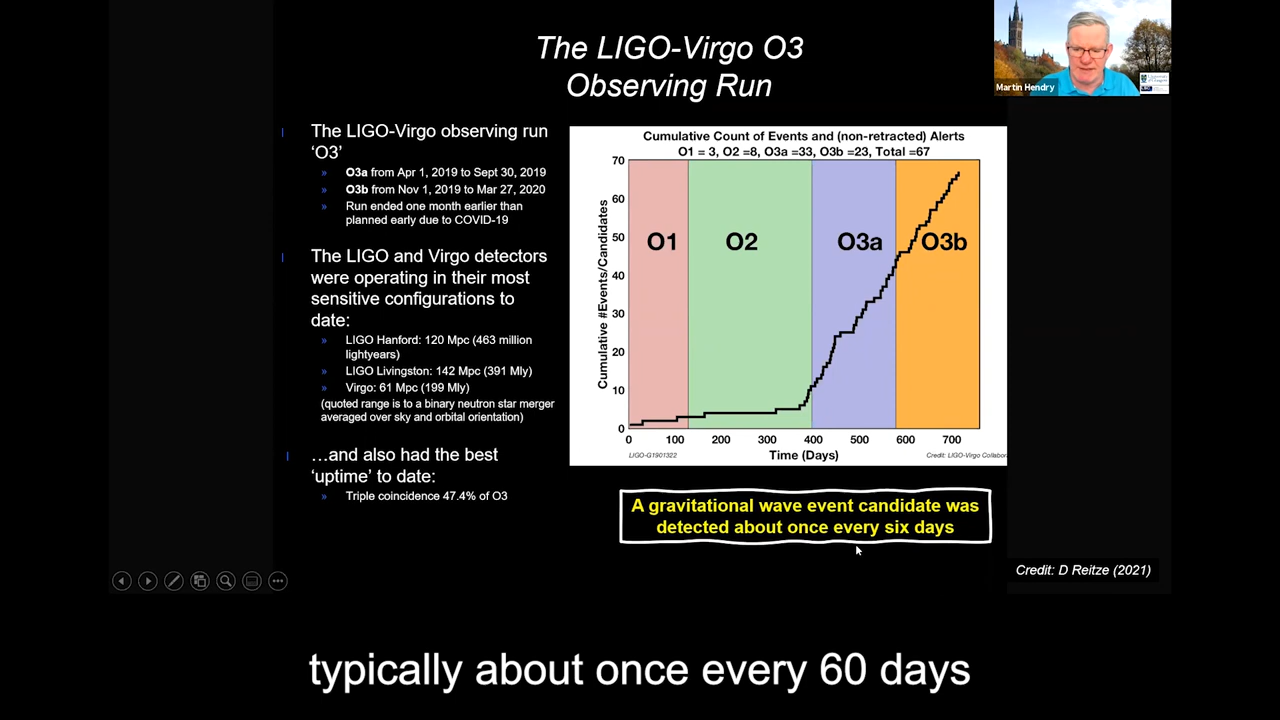 The LIGO-Virgo O3
Observing Run
Martin Hendry
The LIGO-Virgo observing run
‘O3’
» O3a from Apr 1, 2019 to Sept 30, 2019
» O3b from Nov 1, 2019 to Mar 27, 2020
» Run ended one month earlier than
planned early due to COVID-19
The LIGO and Virgo detectors
were operating in their most
sensitive configurations to
date:
» LIGO Hanford: 120 Mpc (463 million
lightyears)
» LIGO Livingston: 142 Mpc (391 Mly)
» Virgo: 61 Mpc (199 Mly)
(quoted range is to a binary neutron star merger
averaged over sky and orbital orientation)
…and also had the best
‘uptime’ to date:
» Triple coincidence 47.4% of O3
Cumulative Count of Events and (non-retracted) Alerts
O1 = 3, O2 =8, O3a =33, O3b =23, Total =67
Cumulative #Events/Candidates
70
60
50
40
30
20
10
0
O1 O2 O3a O3b
0 100 200 300 400 500 600 700
Time (Days)
LIGO-G1901322
Credit: LIGO-Virgo Collabor
A gravitational wave event candidate was
detected about once every six days
Credit: D Reitze (2021)
typically about once every 60 days